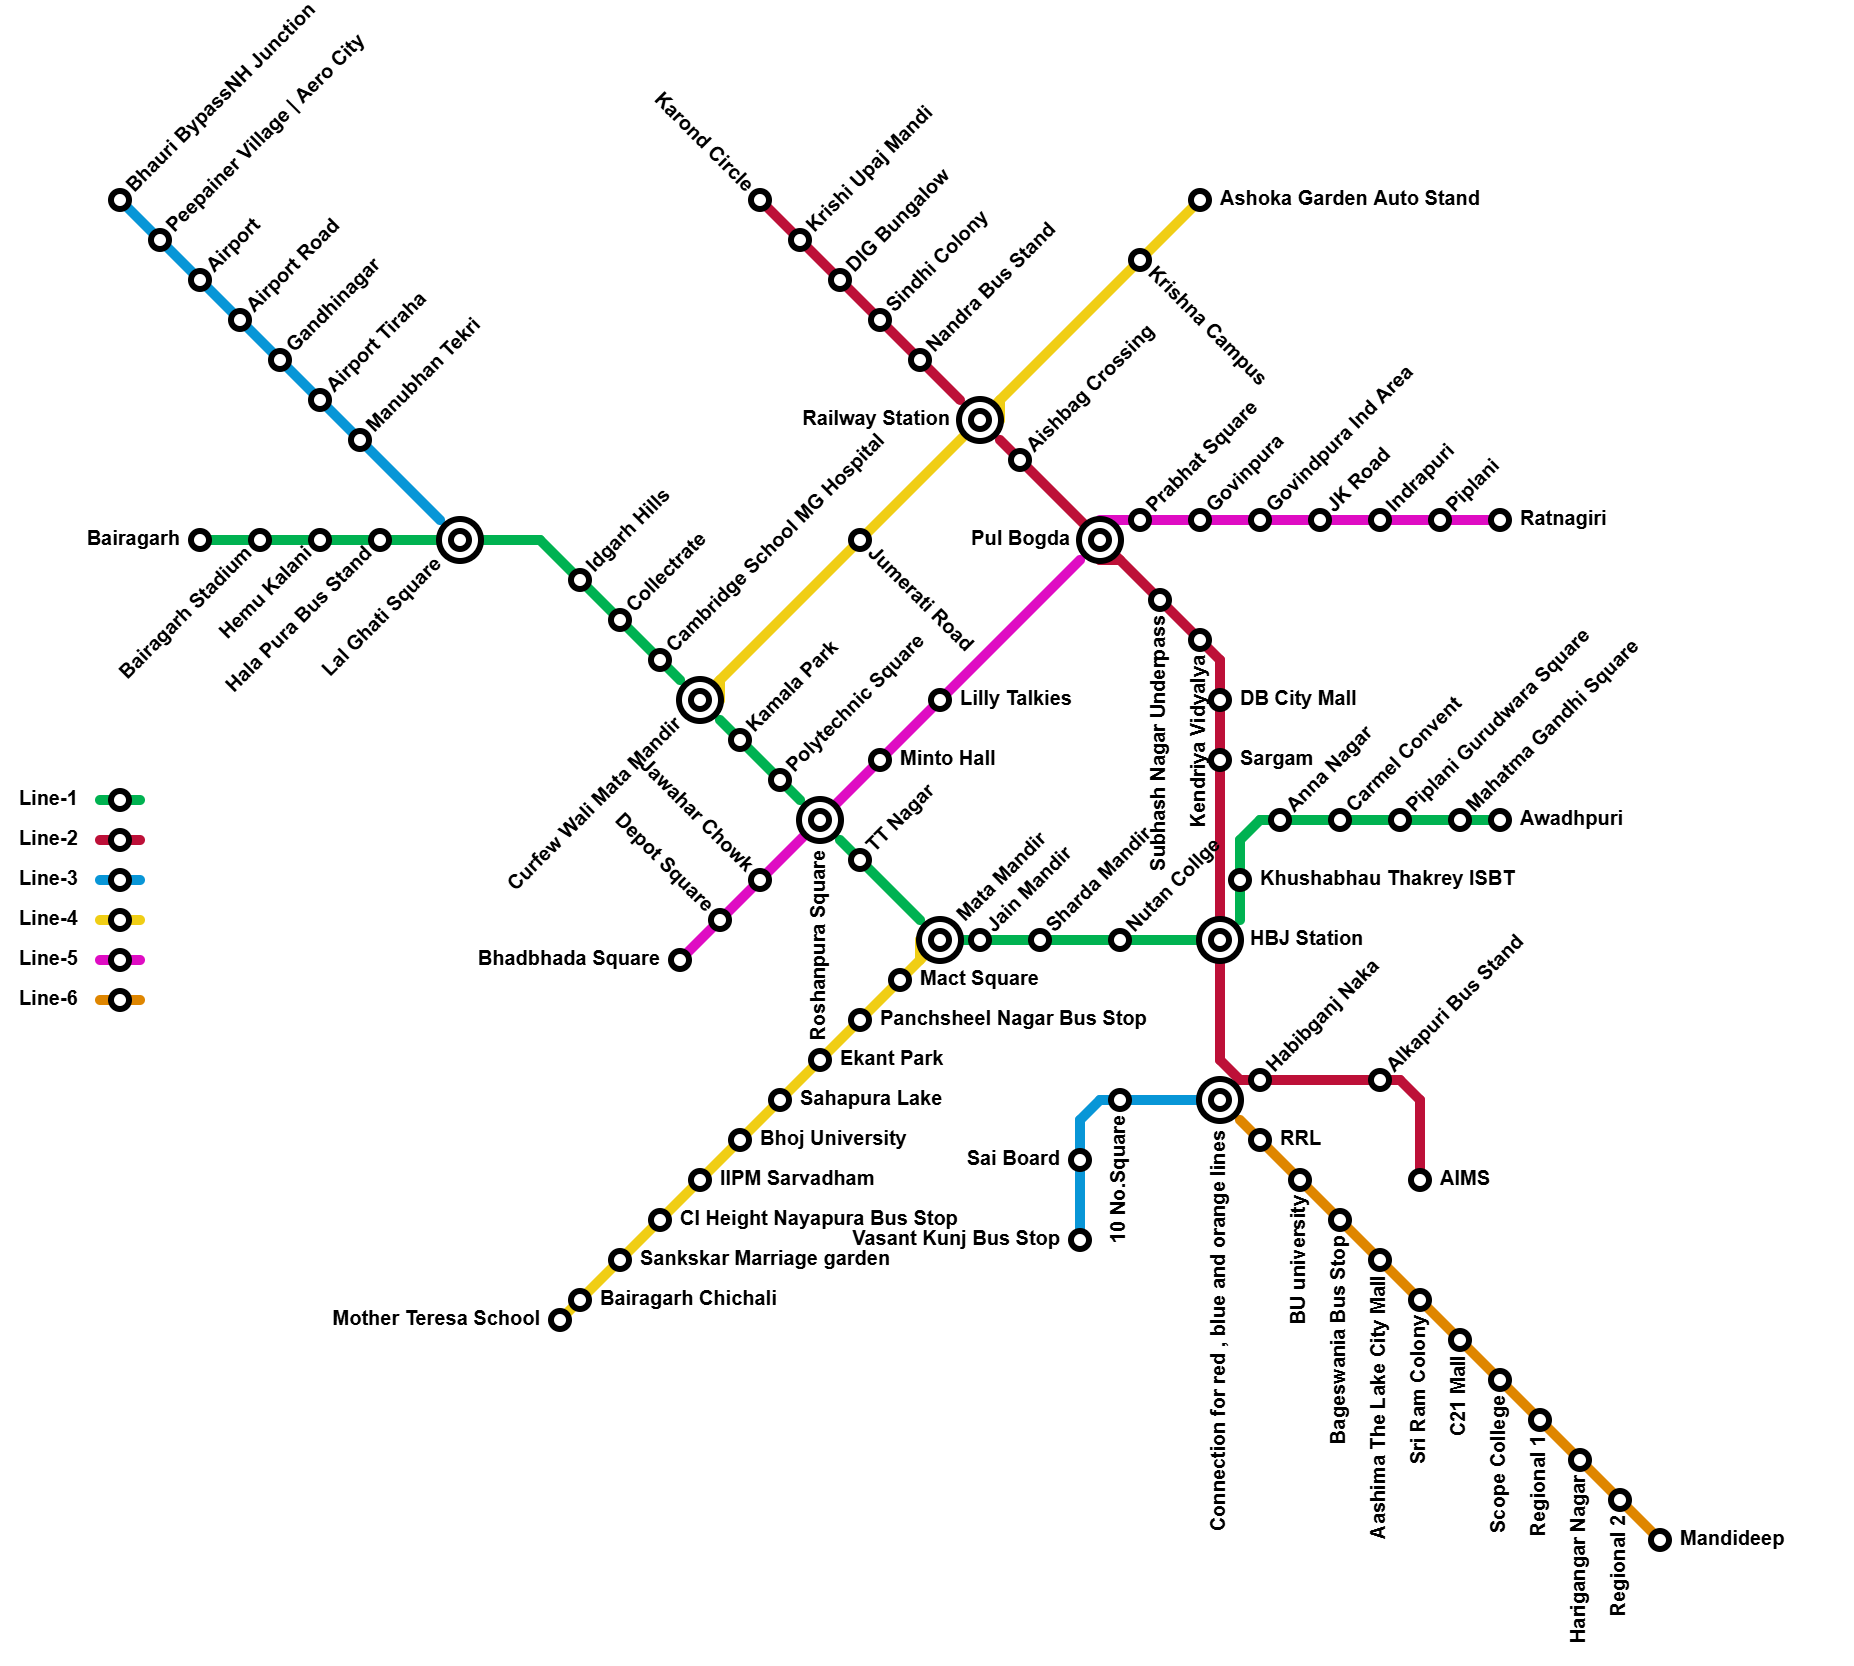 Bhauri BypassNH Junction
Peepainer Village | Aero City
Airport
Airport Road
Gandhinagar
Airport Tiraha
Manubhan Tekri
Karond Circle
Krishi Upaj Mandi
DIG Bungalow
Sindhi Colony
Nandra Bus Stand
Ashoka Garden Auto Stand
Krishna Campus
Railway Station
Aishbag Crossing
Pul Bogda
Prabhat Square
Govinpura
Govindpura Ind Area
JK Road
Indrapuri
Piplani
Ratnagiri
Bairagarh
Bairagarh Stadium
Hemu Kalani
Hala Pura Bus Stand
Lal Ghati Square
Idgarh Hills
Collectrate
Cambridge School MG Hospital
Jumerati Road
Curfew Wali Mata Mandir
Kamala Park
Polytechnic Square
Lilly Talkies
Minto Hall
Jawahar Chowk
Depot Square
Bhadbhada Square
Roshanpura Square
TT Nagar
Subhash Nagar Underpass
Kendriya Vidyalya
DB City Mall
Sargam
Mata Mandir
Jain Mandir
Sharda Mandir
Nutan Collge
HBJ Station
Khushabhau Thakrey ISBT
Anna Nagar
Carmel Convent
Piplani Gurudwara Square
Mahatma Gandhi Square
Awadhpuri
Line-1
Line-2
Line-3
Line-4
Line-5
Line-6
Mact Square
Panchsheel Nagar Bus Stop
Ekant Park
Sahapura Lake
Bhoj University
IIPM Sarvadham
CI Height Nayapura Bus Stop
Sankskar Marriage garden
Bairagarh Chichali
Mother Teresa School
Habibganj Naka
Alkapuri Bus Stand
AIMS
10 No.Square
Sai Board
Vasant Kunj Bus Stop
Connection for red , blue and orange lines
RRL
BU university
Bageswania Bus Stop
Aashima The Lake City Mall
Sri Ram Colony
C21 Mall
Scope College
Regional 1
Harigangar Nagar
Regional 2
Mandideep